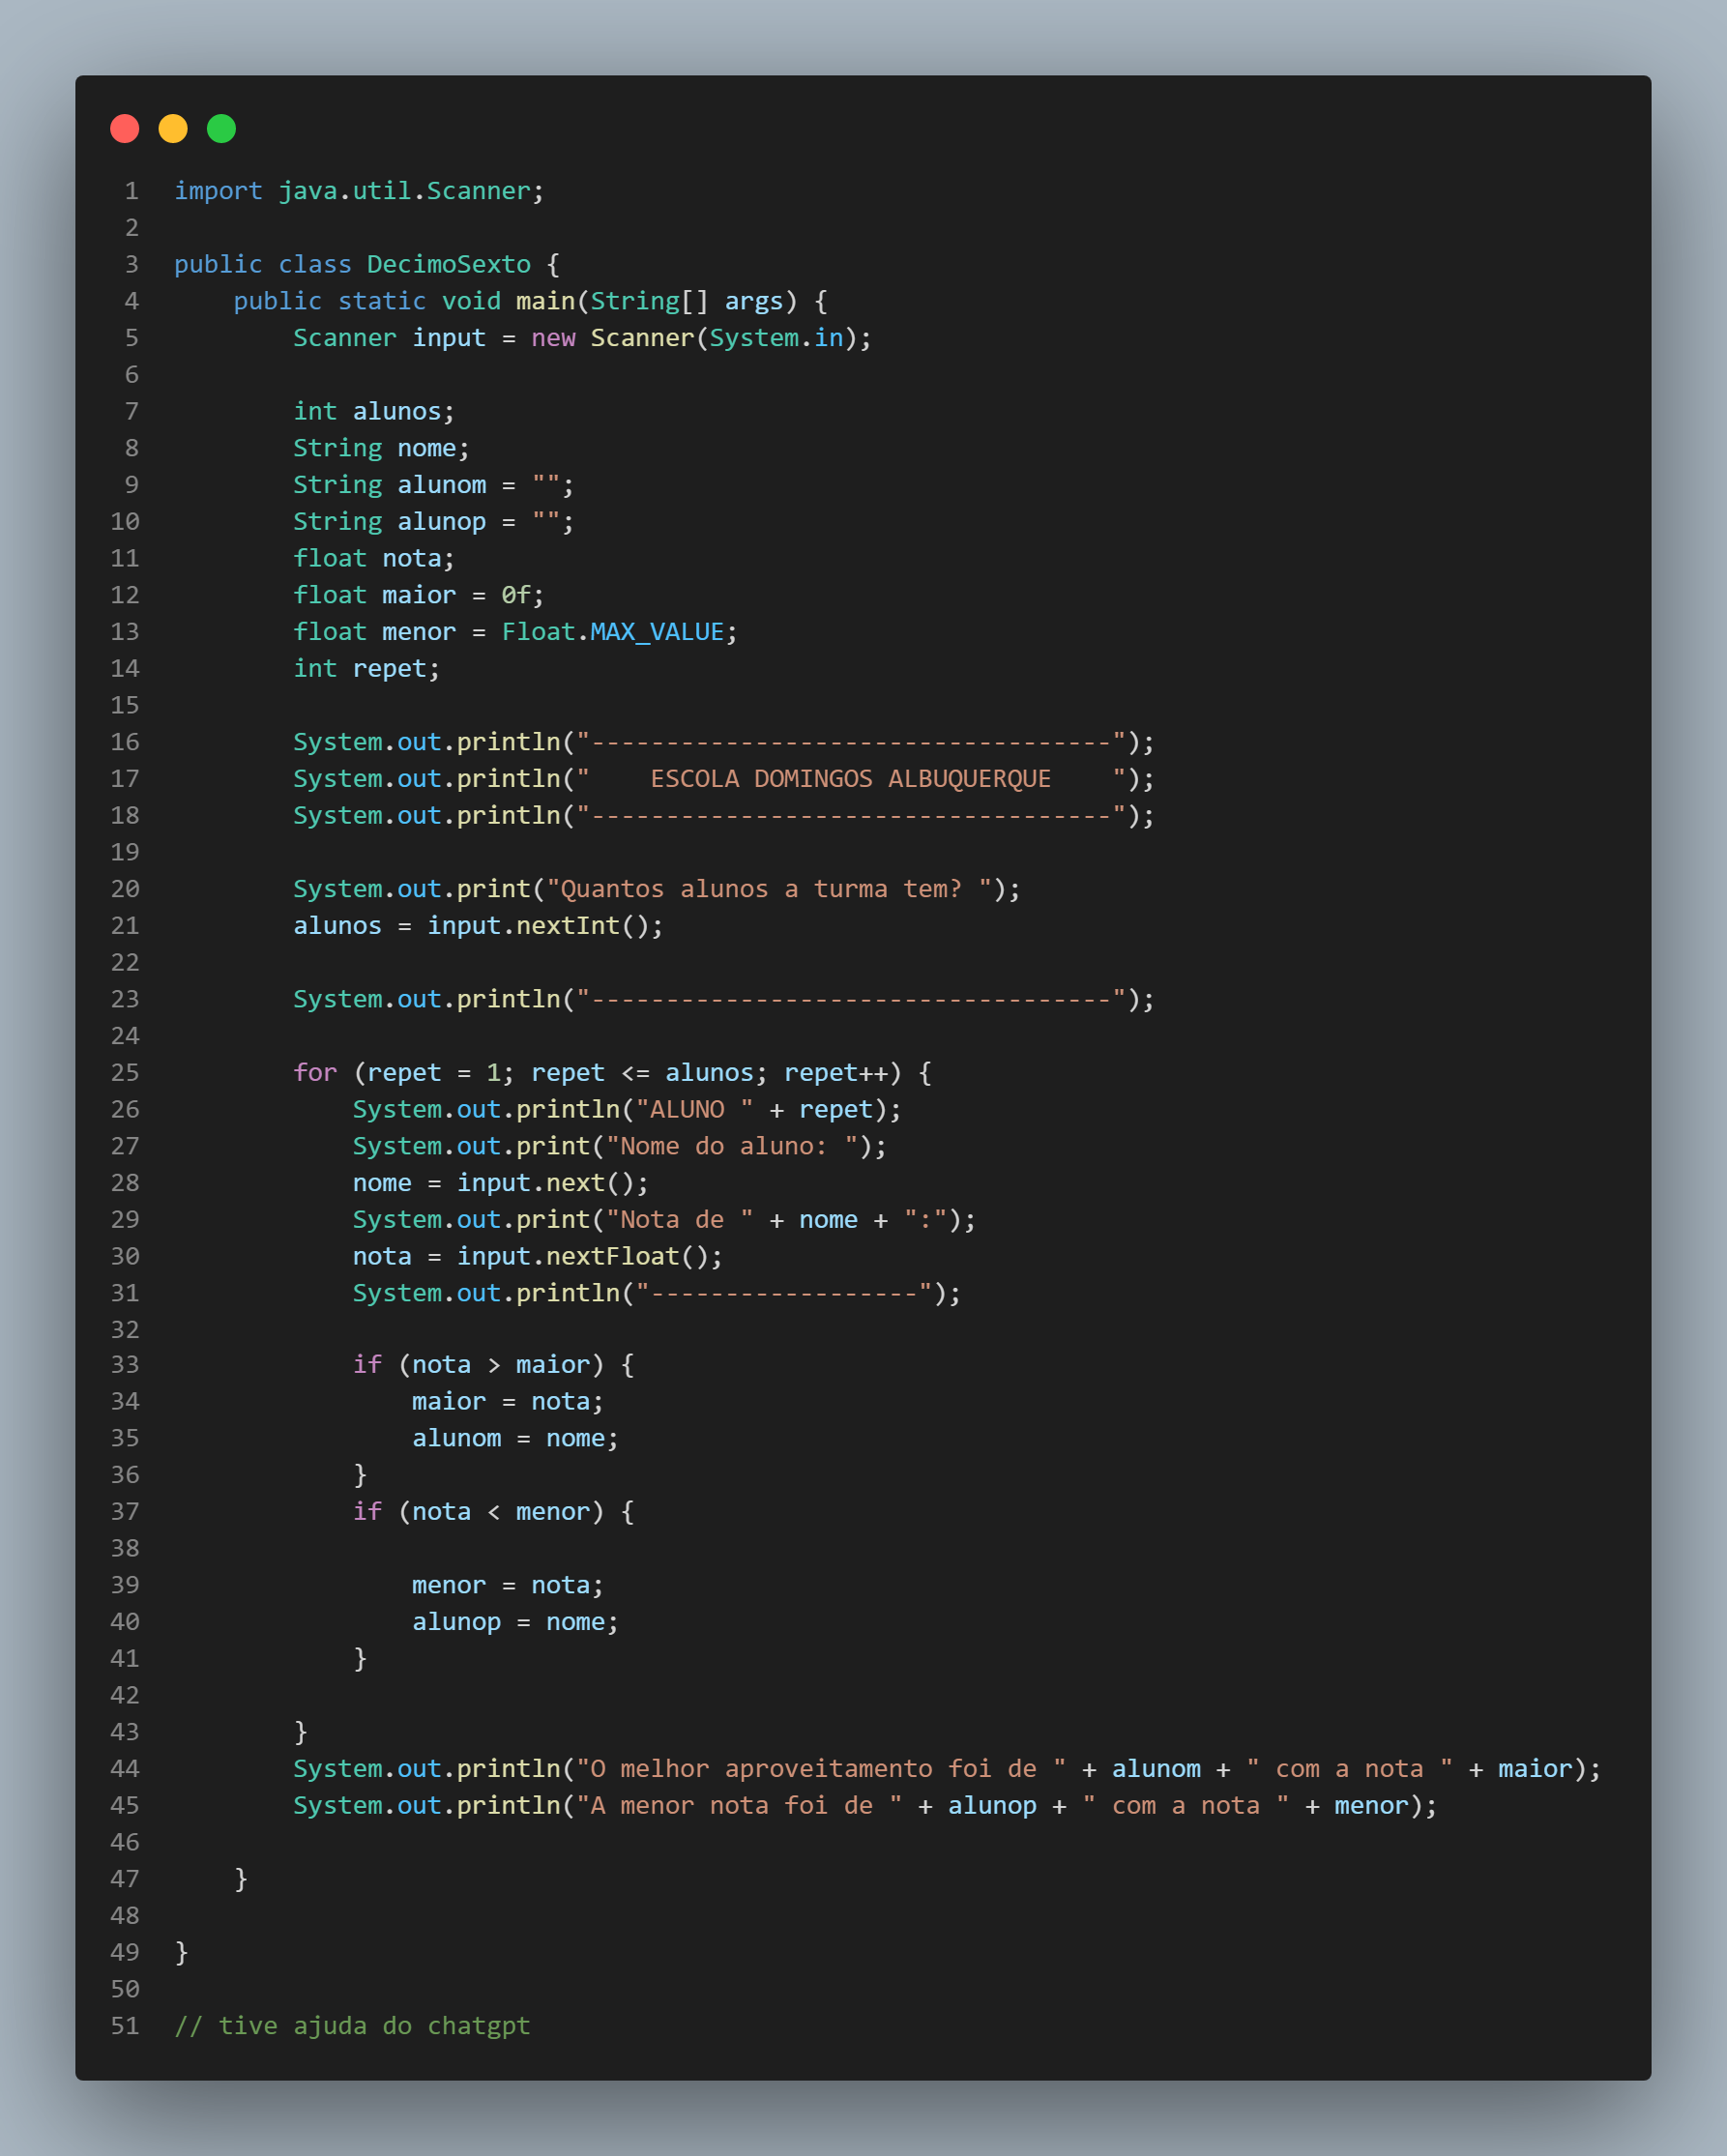 1 import java.util.Scanner;
2
3 public class DecimoSexto {
4     public static void main(String[] args) {
5         Scanner input = new Scanner(System.in);
6
7         int alunos;
8         String nome;
9         String alunom = "";
10         String alunop = "";
11         float nota;
12         float maior = 0f;
13         float menor = Float.MAX_VALUE;
14         int repet;
15
16         System.out.println("-----------------------------------");
17         System.out.println("    ESCOLA DOMINGOS ALBUQUERQUE    ");
18         System.out.println("-----------------------------------");
19
20         System.out.print("Quantos alunos a turma tem? ");
21         alunos = input.nextInt();
22
23         System.out.println("-----------------------------------");
24
25         for (repet = 1; repet <= alunos; repet++) {
26             System.out.println("ALUNO " + repet);
27             System.out.print("Nome do aluno: ");
28             nome = input.next();
29             System.out.print("Nota de " + nome + ":");
30             nota = input.nextFloat();
31             System.out.println("------------------");
32
33             if (nota > maior) {
34                 maior = nota;
35                 alunom = nome;
36             }
37             if (nota < menor) {
38
39                 menor = nota;
40                 alunop = nome;
41             }
42
43         }
44         System.out.println("O melhor aproveitamento foi de " + alunom + " com a nota " + maior);
45         System.out.println("A menor nota foi de " + alunop + " com a nota " + menor);
46
47     }
48
49 }
50
51 // tive ajuda do chatgpt